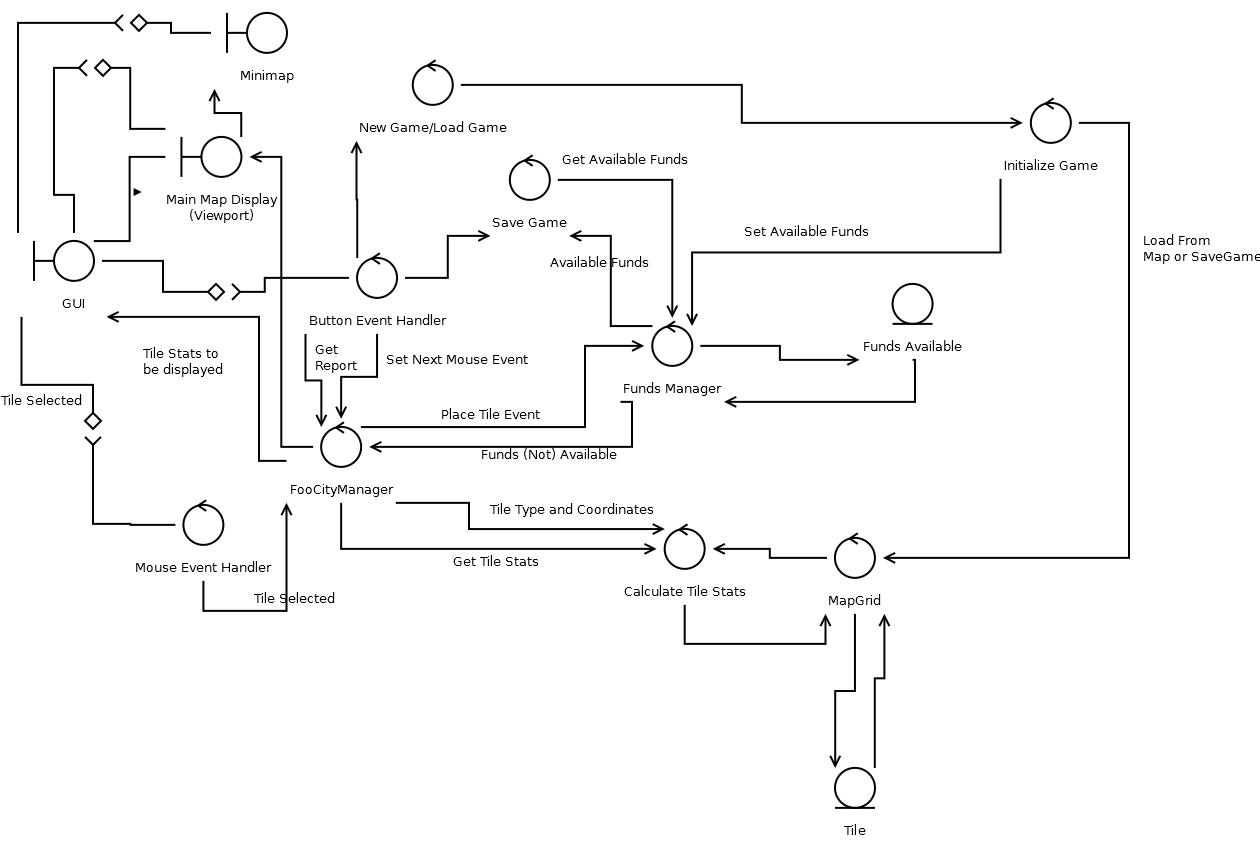 Minimap
New Game/Load Game
Get Available Funds
Initialize Game
Main Map Display
(Viewport)
Save Game
Set Available Funds
Load From
Map or SaveGame
Available Funds
GUI
Button Event Handler
Funds Available
Tile Stats to
be displayed
Get
Report
Set Next Mouse Event
Funds Manager
Tile Selected
Place Tile Event
Funds (Not) Available
FooCityManager
Tile Type and Coordinates
Get Tile Stats
Mouse Event Handler
Tile Selected
Calculate Tile Stats
MapGrid
Tile